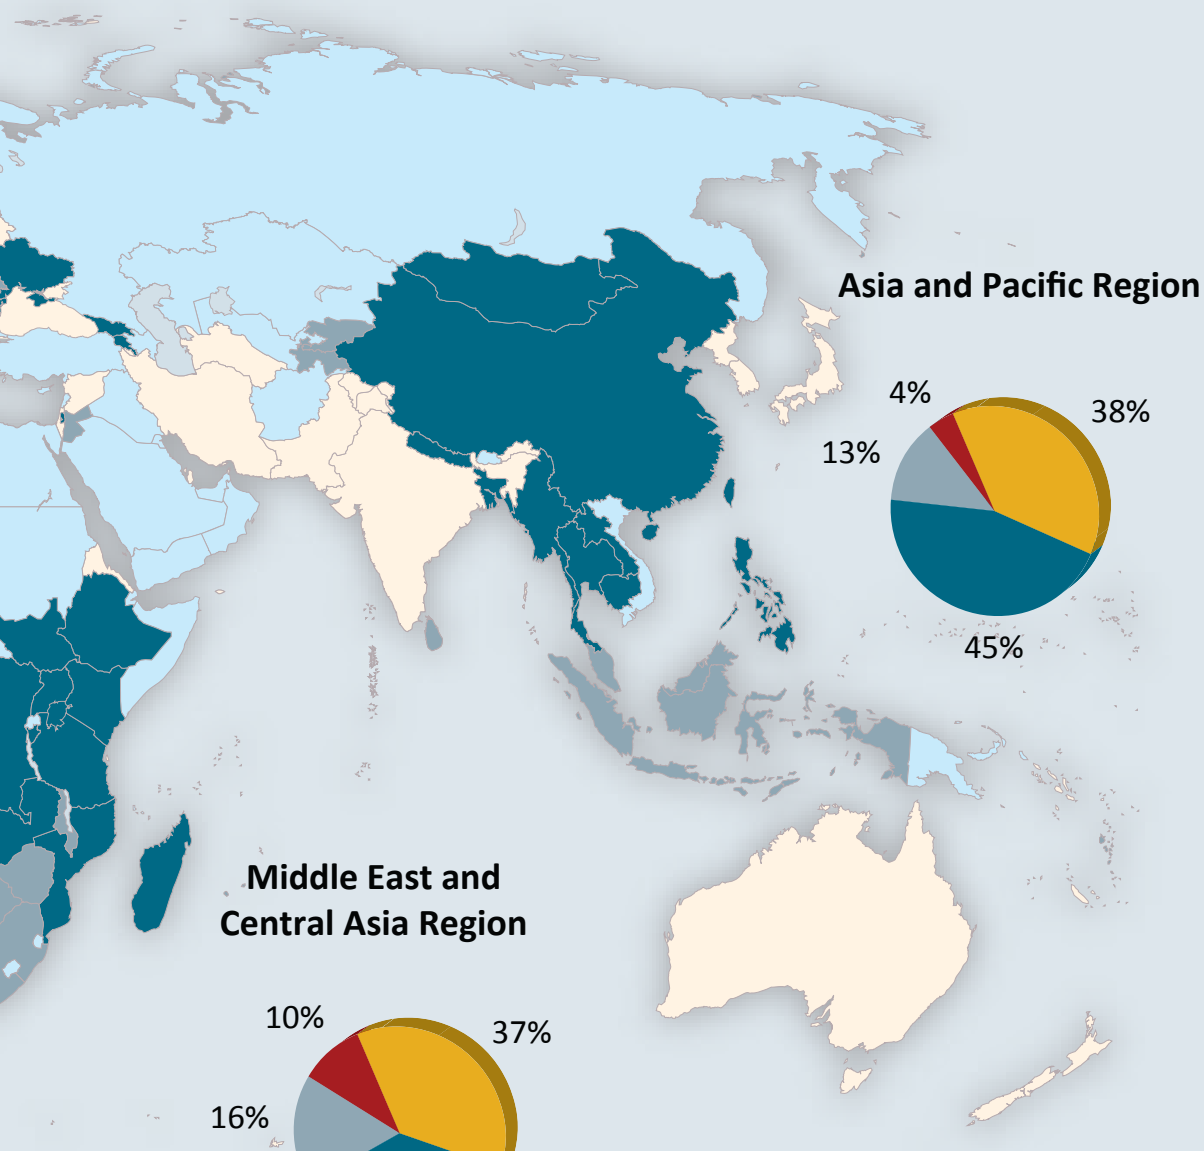 Asia and Pacific Region
4%
38%
13%
45%
Middle East and
Central Asia Region
10%
37%
16%